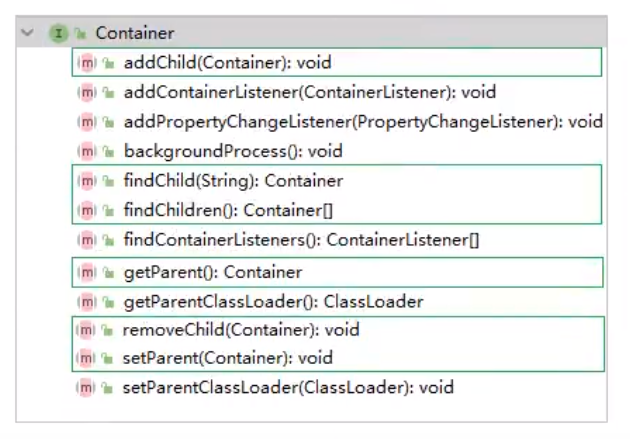 Container
addChild(Container): void
addContainerListener(ContainerListener): void
addPropertyChangeListener(PropertyChangeListener): void
backgroundProcess(): void
findChild(String): Container
findChildren(): Container[]
findContainerListeners(): ContainerListener[]
getParent(): Container
getParentClassLoader(): ClassLoader
removeChild(Container): void
setParent(Container): void
setParentClassLoader(ClassLoader): void